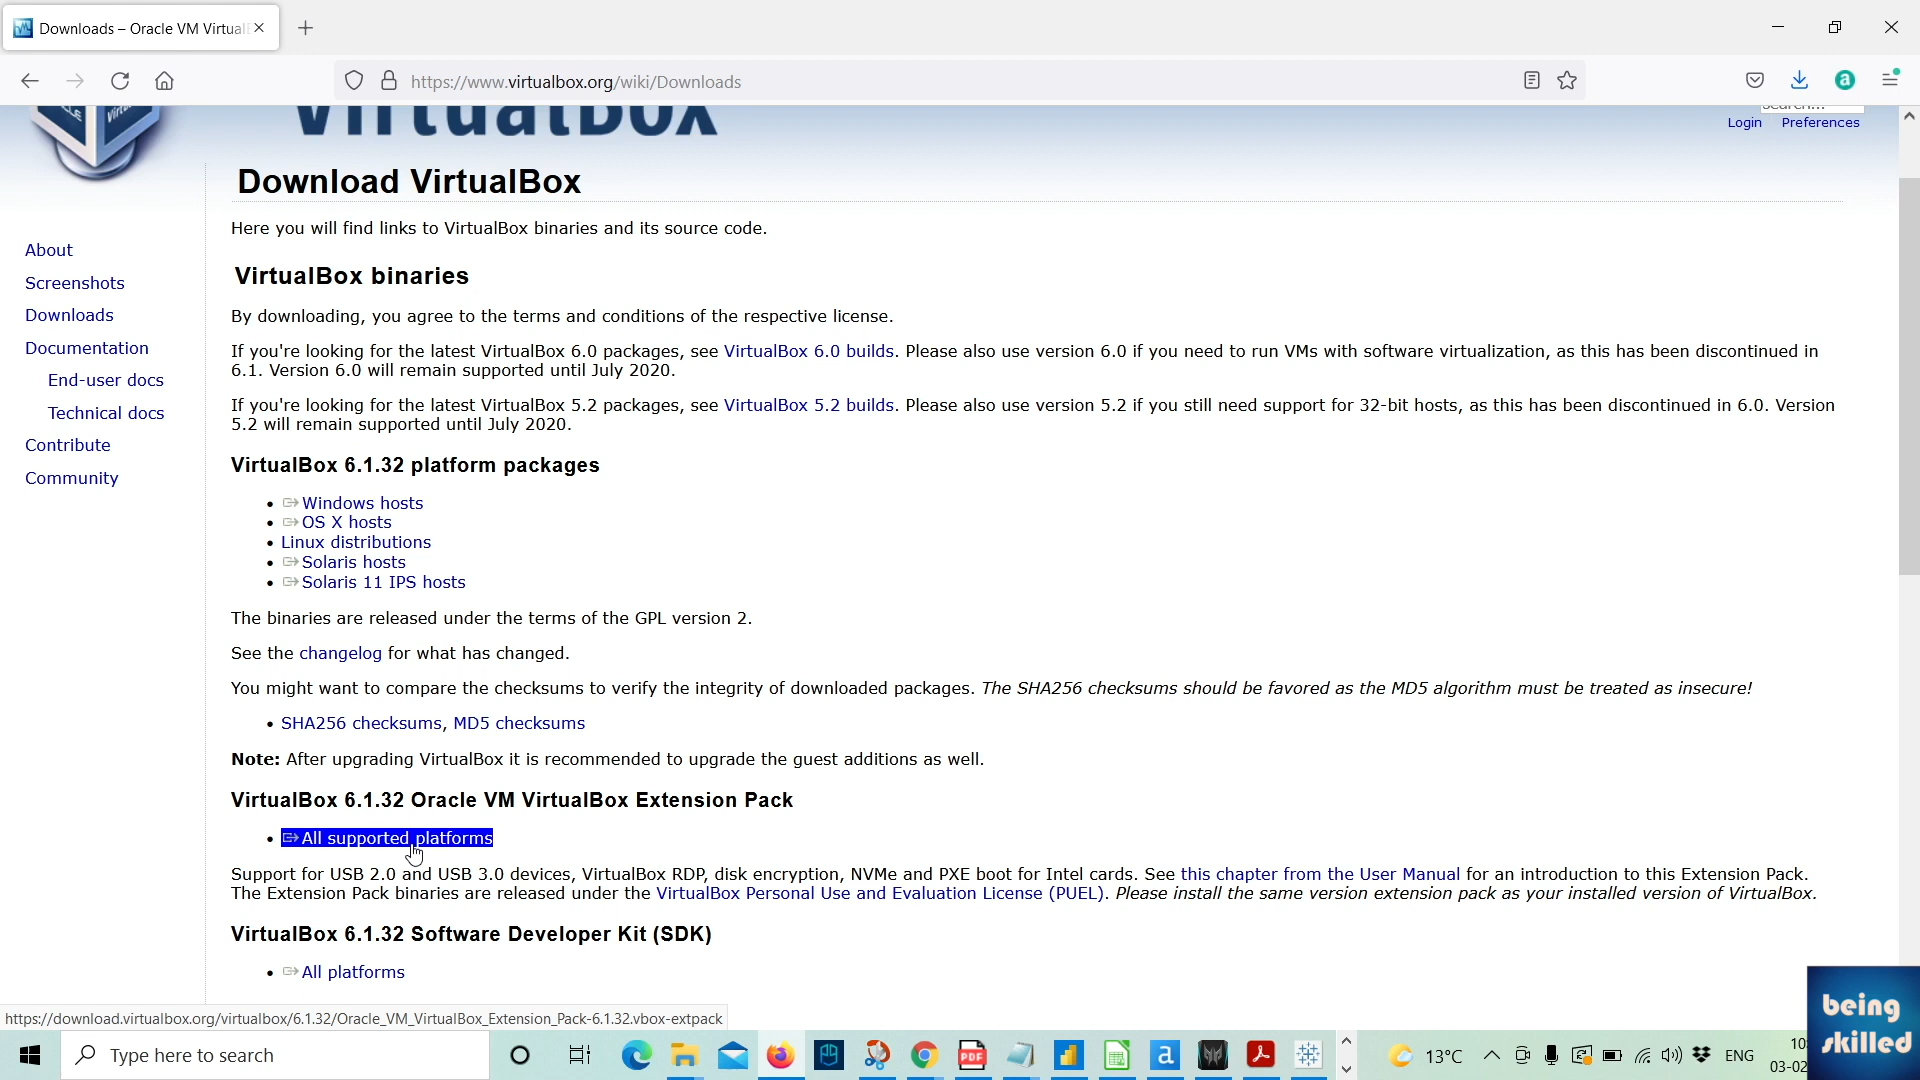 Downloads – Oracle VM Virtual
https://www.virtualbox.org/wiki/Downloads
VirtualBox
Login Preferences
Download VirtualBox
Here you will find links to VirtualBox binaries and its source code.
About
Screenshots
Downloads
Documentation
End-user docs
Technical docs
Contribute
Community
VirtualBox binaries
By downloading, you agree to the terms and conditions of the respective license.
If you're looking for the latest VirtualBox 6.0 packages, see VirtualBox 6.0 builds. Please also use version 6.0 if you need to run VMs with software virtualization, as this has been discontinued in
6.1. Version 6.0 will remain supported until July 2020.
If you're looking for the latest VirtualBox 5.2 packages, see VirtualBox 5.2 builds. Please also use version 5.2 if you still need support for 32-bit hosts, as this has been discontinued in 6.0. Version
5.2 will remain supported until July 2020.
VirtualBox 6.1.32 platform packages
• Windows hosts
• OS X hosts
• Linux distributions
• Solaris hosts
• Solaris 11 IPS hosts
The binaries are released under the terms of the GPL version 2.
See the changelog for what has changed.
You might want to compare the checksums to verify the integrity of downloaded packages. The SHA256 checksums should be favored as the MD5 algorithm must be treated as insecure!
• SHA256 checksums, MD5 checksums
Note: After upgrading VirtualBox it is recommended to upgrade the guest additions as well.
VirtualBox 6.1.32 Oracle VM VirtualBox Extension Pack
• All supported platforms
Support for USB 2.0 and USB 3.0 devices, VirtualBox RDP, disk encryption, NVMe and PXE boot for Intel cards. See this chapter from the User Manual for an introduction to this Extension Pack.
The Extension Pack binaries are released under the VirtualBox Personal Use and Evaluation License (PUEL). Please install the same version extension pack as your installed version of VirtualBox.
VirtualBox 6.1.32 Software Developer Kit (SDK)
• All platforms
https://download.virtualbox.org/virtualbox/6.1.32/Oracle_VM_VirtualBox_Extension_Pack-6.1.32.vbox-extpack
being
skilled
Type here to search
PDF
a
13°C
ENG
10:
03-02